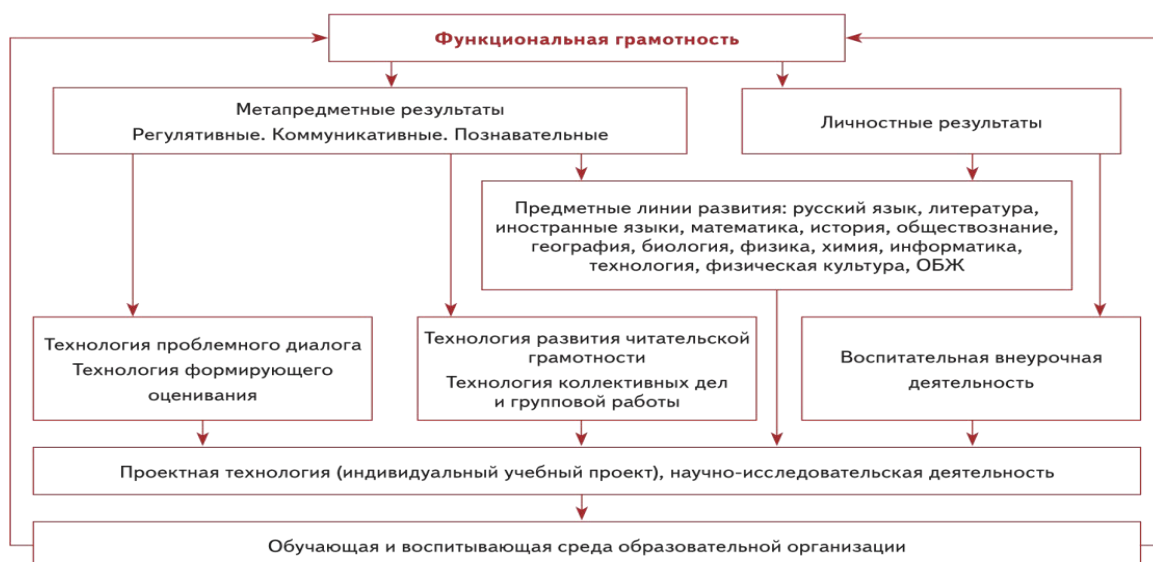 Функциональная грамотность
Метапредметные результаты
Регулятивные. Коммуникативные. Познавательные
Личностные результаты
Предметные линии развития: русский язык, литература,
иностранные языки, математика, история, обществознание,
география, биология, физика, химия, информатика,
технология, физическая культура, ОБЖ
Технология проблемного диалога
Технология формирующего
оценивания
Технология развития читательской
грамотности
Технология коллективных дел
и групповой работы
Воспитательная внеурочная
деятельность
Проектная технология (индивидуальный учебный проект), научно-исследовательская деятельность
Обучающая и воспитывающая среда образовательной организации